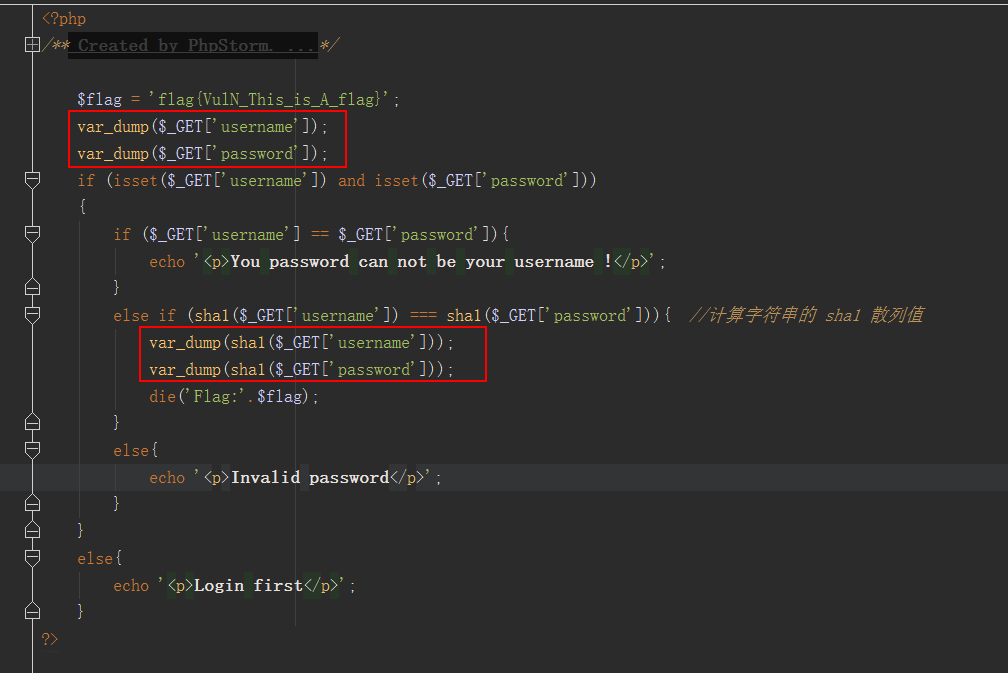 <?php
/** Created by PhpStorm. ...*/
$flag = 'flag{VulN_This_is_A_flag}';
var_dump($_GET['username']);
var_dump($_GET['password']);
if (isset($_GET['username']) and isset($_GET['password']))
{
if ($_GET['username'] == $_GET['password']){
echo '<p>You password can not be your username !</p>';
}
else if (sha1($_GET['username']) === sha1($_GET['password'])){ //计算字符串的 sha1 散列值
var_dump(sha1($_GET['username']));
var_dump(sha1($_GET['password']));
die('Flag:'.$flag);
}
else{
echo '<p>Invalid password</p>';
}
}
else{
echo '<p>Login first</p>';
}
?>